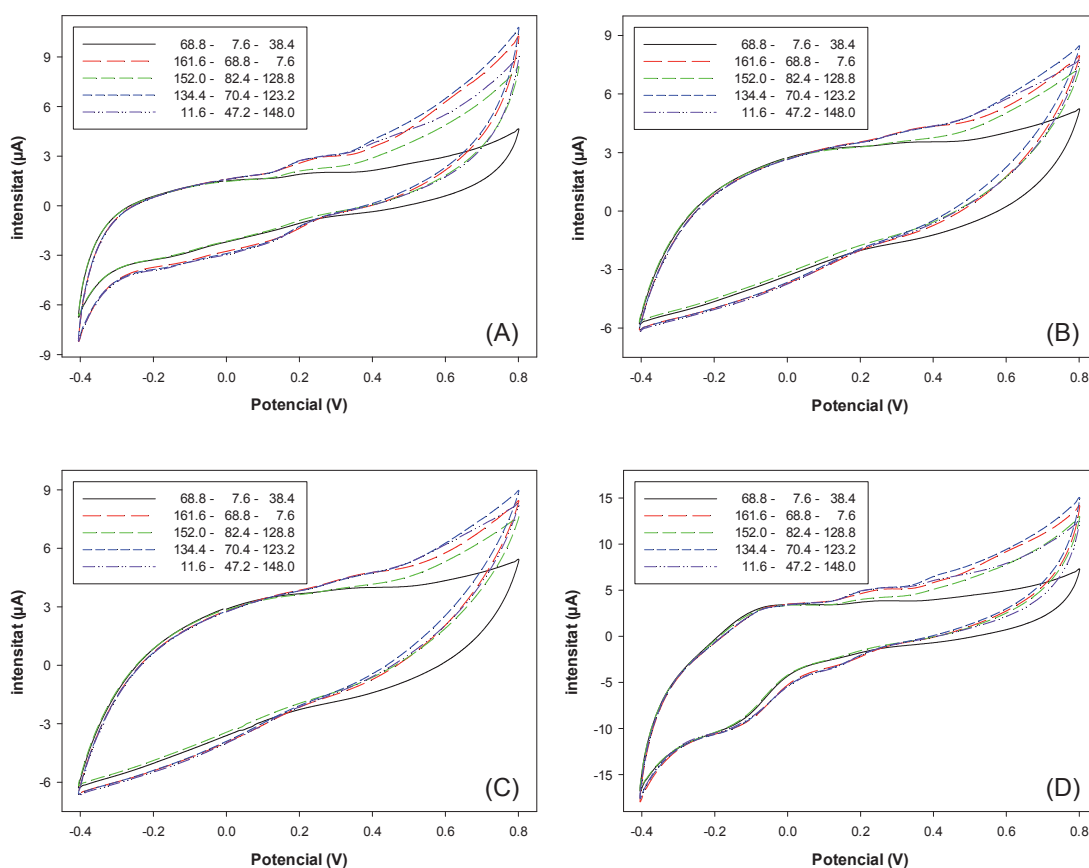 68.8 - 7.6 - 38.4
161.6 - 68.8 - 7.6
152.0 - 82.4 - 128.8
134.4 - 70.4 - 123.2
11.6 - 47.2 - 148.0
intensitat (µA)
9
6
3
0
-3
-6
-9
(A)
-0.4 -0.2 0.0 0.2 0.4 0.6 0.8
Potencial (V)
68.8 - 7.6 - 38.4
161.6 - 68.8 - 7.6
152.0 - 82.4 - 128.8
134.4 - 70.4 - 123.2
11.6 - 47.2 - 148.0
intensitat (µA)
9
6
3
0
-3
-6
(B)
-0.4 -0.2 0.0 0.2 0.4 0.6 0.8
Potencial (V)
68.8 - 7.6 - 38.4
161.6 - 68.8 - 7.6
152.0 - 82.4 - 128.8
134.4 - 70.4 - 123.2
11.6 - 47.2 - 148.0
intensitat (µA)
9
6
3
0
-3
-6
(C)
-0.4 -0.2 0.0 0.2 0.4 0.6 0.8
Potencial (V)
68.8 - 7.6 - 38.4
161.6 - 68.8 - 7.6
152.0 - 82.4 - 128.8
134.4 - 70.4 - 123.2
11.6 - 47.2 - 148.0
intensitat (µA)
15
10
5
0
-5
-10
-15
(D)
-0.4 -0.2 0.0 0.2 0.4 0.6 0.8
Potencial (V)